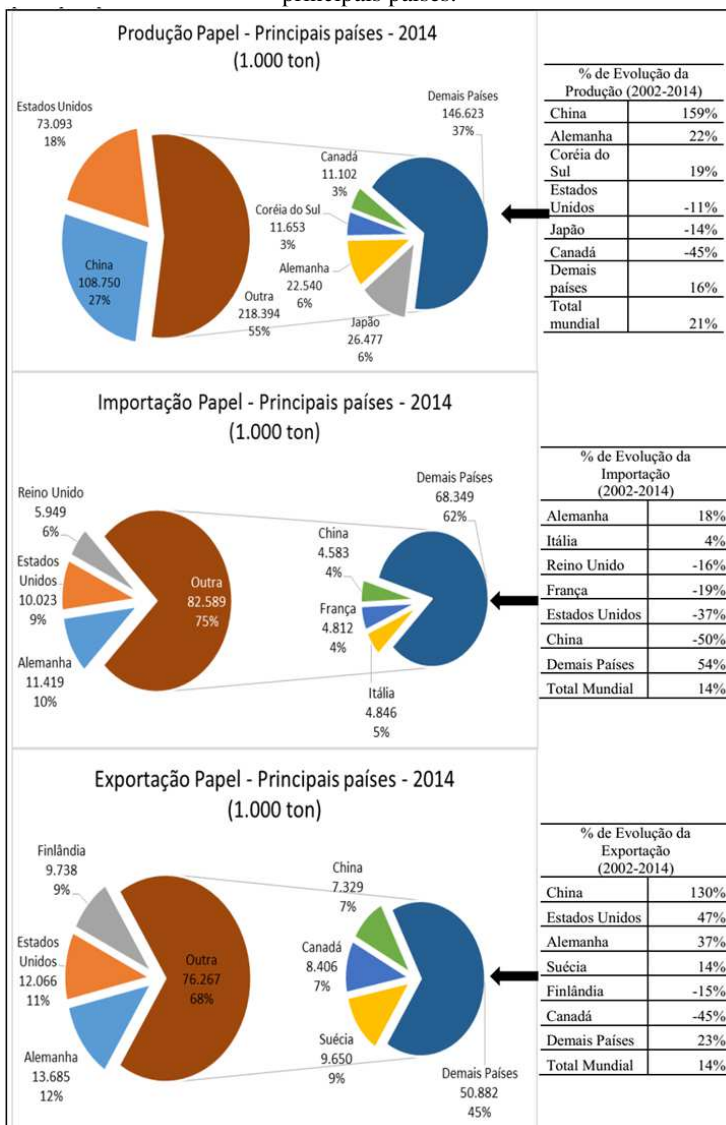 principais países.
Produção Papel - Principais países - 2014
(1.000 ton)
Estados Unidos
73.093
18%
China
108.750
27%
Outra
218.394
55%
Canadá
11.102
3%
Coréia do Sul
11.653
3%
Alemanha
22.540
6%
Japão
26.477
6%
Demais Países
146.623
37%
% de Evolução da
Produção (2002-2014)
China 159%
Alemanha 22%
Coréia do
Sul 19%
Estados
Unidos -11%
Japão -14%
Canadá -45%
Demais
países 16%
Total
mundial 21%
Importação Papel - Principais países - 2014
(1.000 ton)
Reino Unido
5.949
6%
Estados
Unidos
10.023
9%
Alemanha
11.419
10%
Outra
82.589
75%
China
4.583
4%
França
4.812
4%
Itália
4.846
5%
Demais Países
68.349
62%
% de Evolução da
Importação
(2002-2014)
Alemanha 18%
Itália 4%
Reino Unido -16%
França -19%
Estados Unidos -37%
China -50%
Demais Países 54%
Total Mundial 14%
Exportação Papel - Principais países - 2014
(1.000 ton)
Finlândia
9.738
9%
Estados
Unidos
12.066
11%
Alemanha
13.685
12%
Outra
76.267
68%
China
7.329
7%
Canadá
8.406
7%
Suécia
9.650
9%
Demais Países
50.882
45%
% de Evolução da
Exportação
(2002-2014)
China 130%
Estados Unidos 47%
Alemanha 37%
Suécia 14%
Finlândia -15%
Canadá -45%
Demais Países 23%
Total Mundial 14%